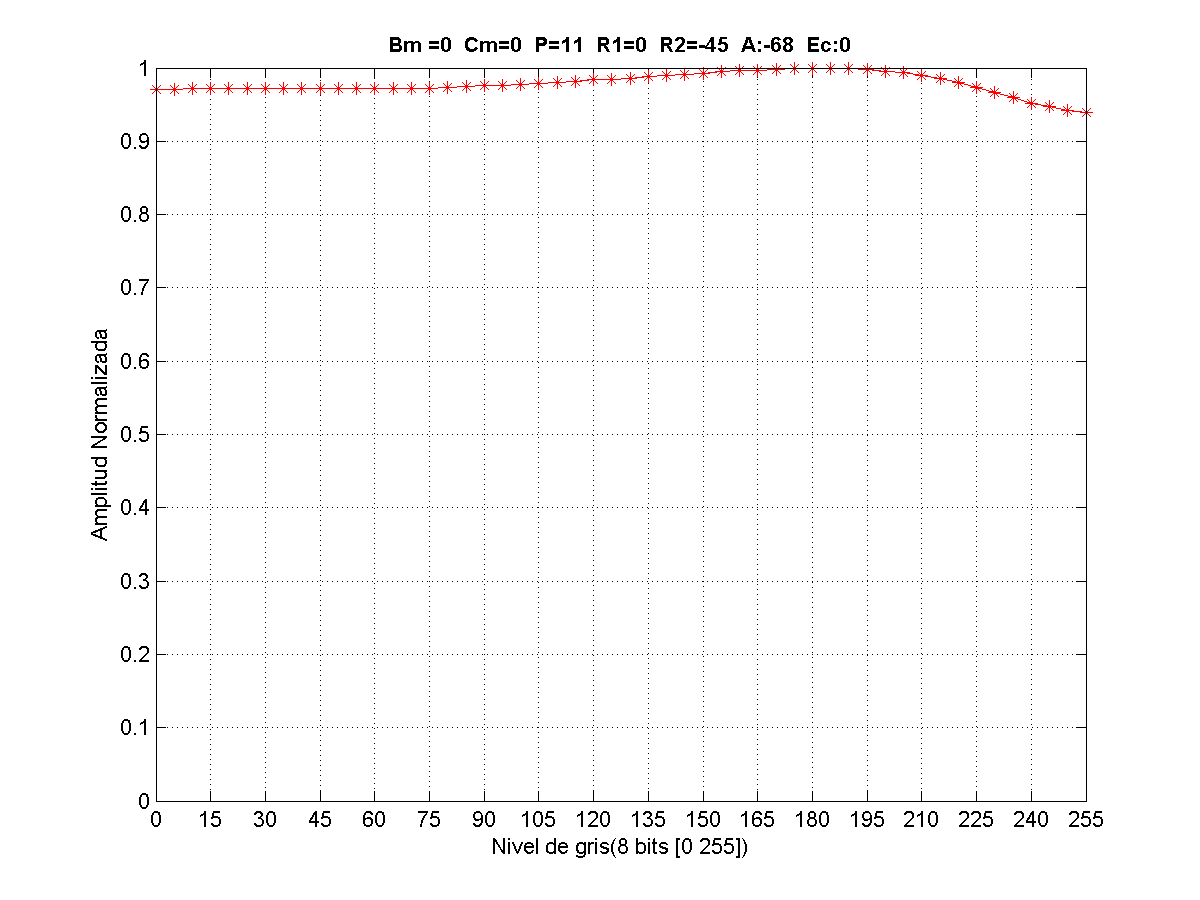 Bm =0 Cm=0 P=11 R1=0 R2=-45 A:-68 Ec:0
1
0.9
0.8
0.7
0.6
0.5
0.4
0.3
0.2
0.1
0
Amplitud Normalizada
0 15 30 45 60 75 90 105 120 135 150 165 180 195 210 225 240 255
Nivel de gris(8 bits [0 255])